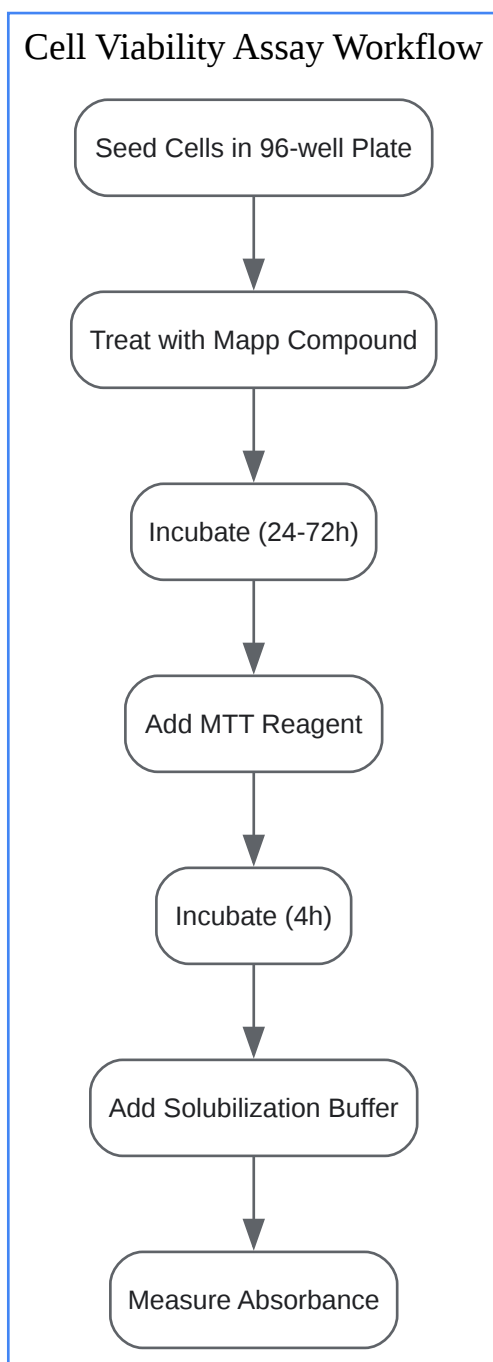 Cell Viability Assay Workflow
Seed Cells in 96-well Plate
Treat with Mapp Compound
Incubate (24-72h)
Add MTT Reagent
Incubate (4h)
Add Solubilization Buffer
Measure Absorbance